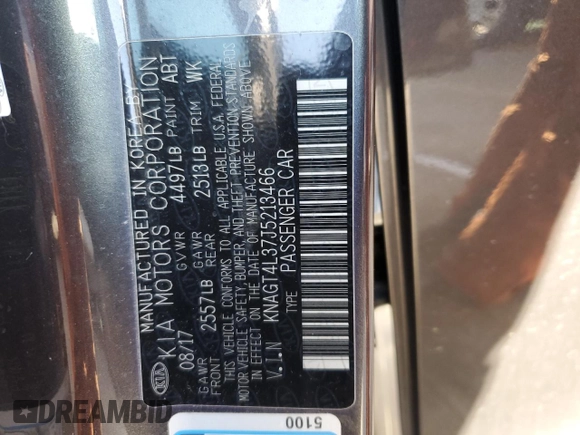 MANUFACTURED IN KOREA BY
KIA KIA MOTORS CORPORATION
08/17 GVWR 4497LB PAINT ABT
GAWR FRONT 2557LB GAWR REAR 2513LB TRIM WK
THIS VEHICLE CONFORMS TO ALL APPLICABLE U.S.A. FEDERAL
MOTOR VEHICLE SAFETY, BUMPER, AND THEFT PREVENTION STANDARDS
IN EFFECT ON THE DATE OF MANUFACTURE SHOWN ABOVE.
V.I.N KNAGT4L37J5213466
TYPE PASSENGER CAR
5100
DREAMBID